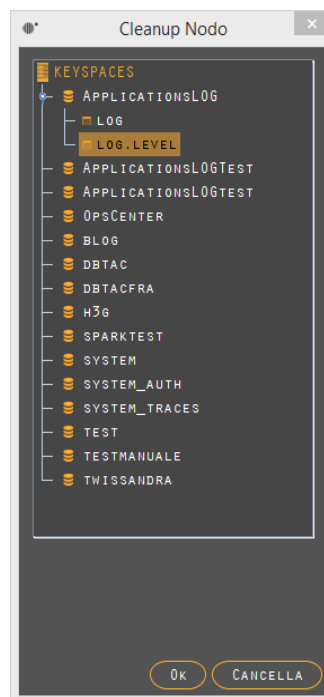 Cleanup Nodo
KEYSPACES
ApplicationsLOG
LOG
LOG.LEVEL
ApplicationsLOGTest
ApplicationsLOGtest
OpsCenter
BLOG
DBTAC
DBTACFRA
H3G
SPARKTEST
SYSTEM
SYSTEM_AUTH
SYSTEM_TRACES
TEST
TESTMANUALE
TWISSANDRA
Ok
Cancella